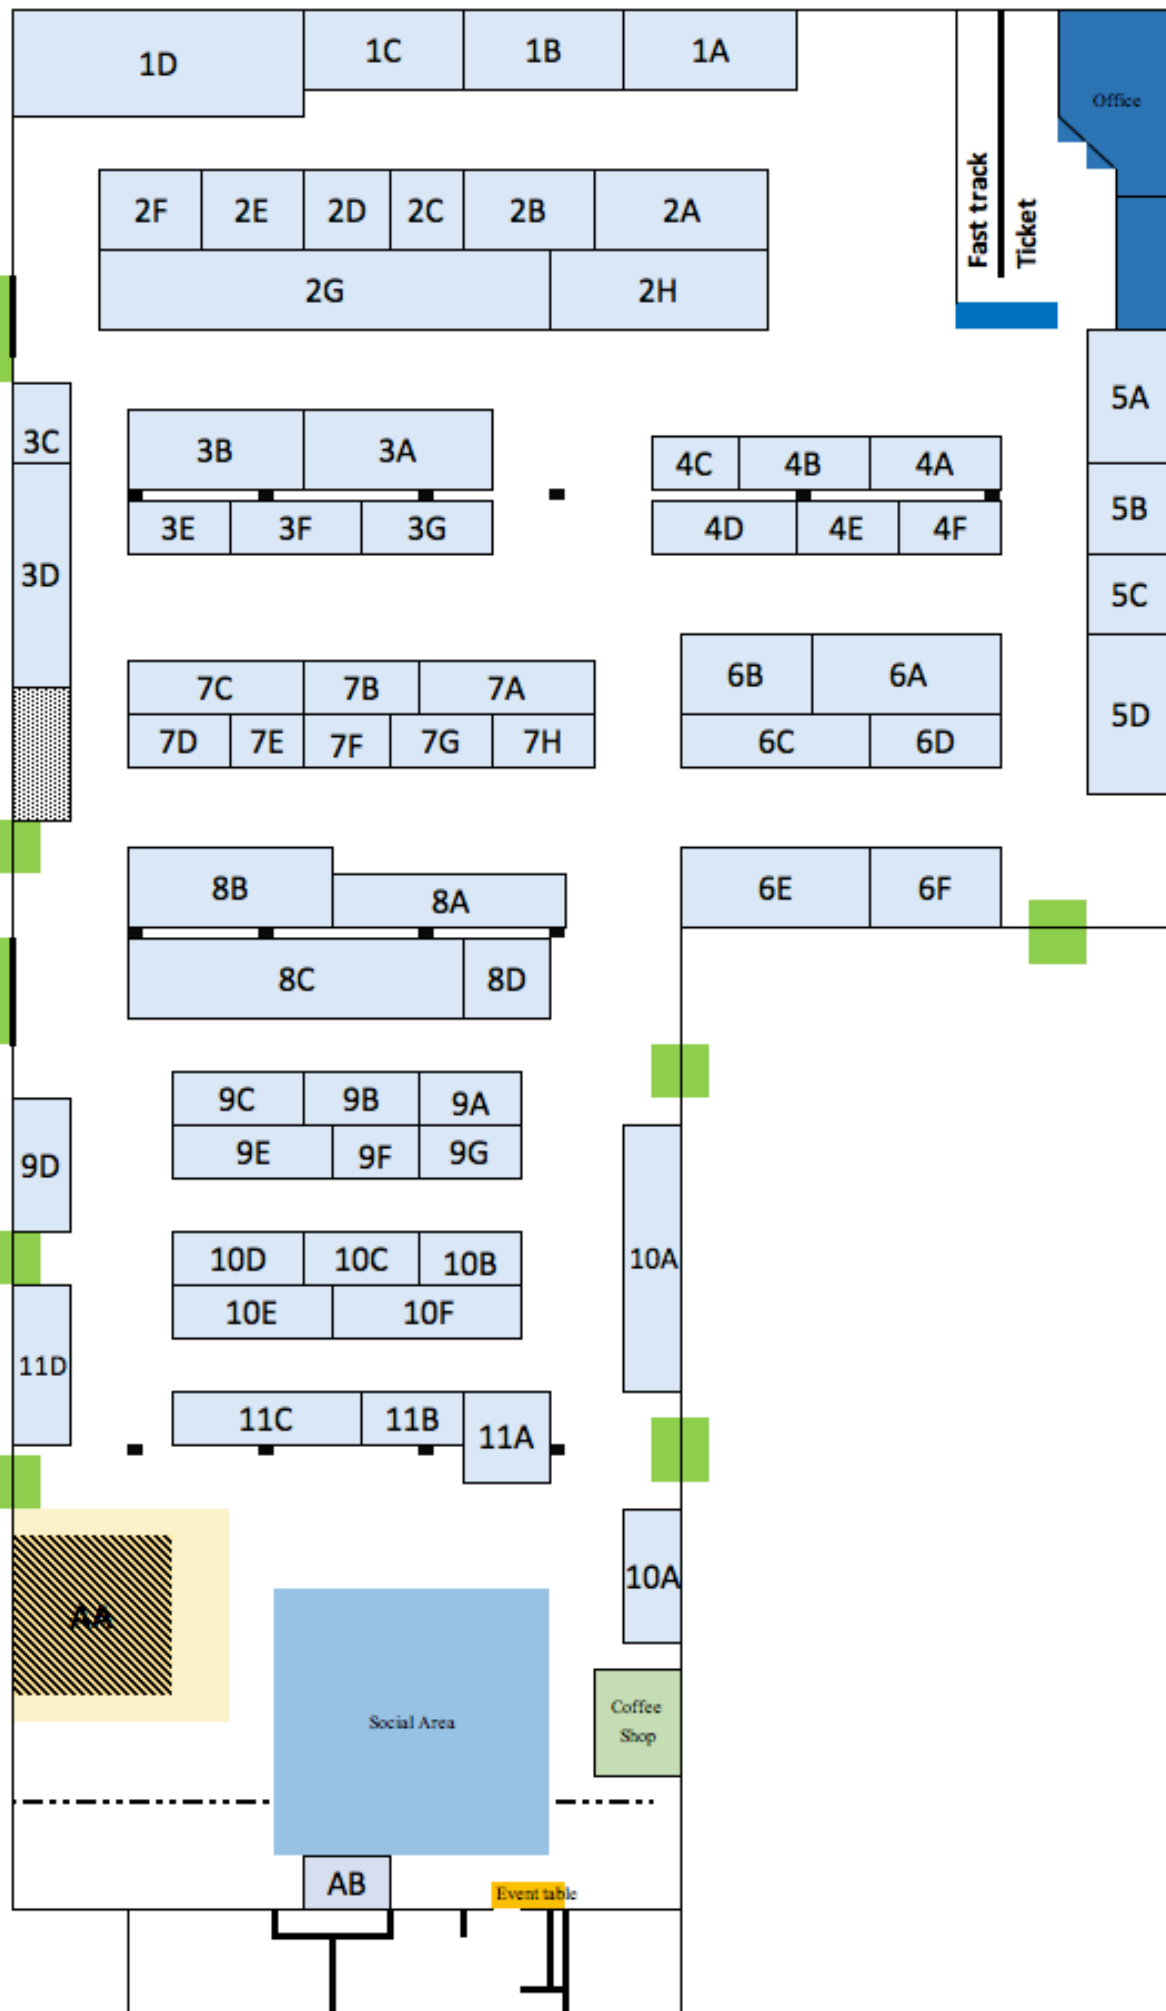 1D
1C
1B
1A
Office
Fast track
Ticket
2F
2E
2D
2C
2B
2A
2G
2H
3C
3B
3A
4C
4B
4A
5A
3E
3F
3G
4D
4E
4F
5B
3D
5C
7C
7B
7A
6B
6A
5D
7D
7E
7F
7G
7H
6C
6D
8B
8A
6E
6F
8C
8D
9C
9B
9A
9D
9E
9F
9G
10D
10C
10B
10A
10E
10F
11D
11C
11B
11A
10A
AA
Social Area
Coffee
Shop
AB
Event table